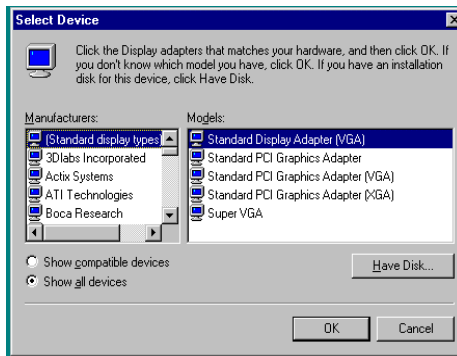 Select Device
Click the Display adapters that matches your hardware, and then click OK. If
you don't know which model you have, click OK. If you have an installation
disk for this device, click Have Disk.
Manufacturers:
(Standard display types)
3Dlabs Incorporated
Actix Systems
ATI Technologies
Boca Research
Models:
Standard Display Adapter (VGA)
Standard PCI Graphics Adapter
Standard PCI Graphics Adapter (VGA)
Standard PCI Graphics Adapter (XGA)
Super VGA
Show compatible devices
Show all devices
Have Disk...
OK
Cancel